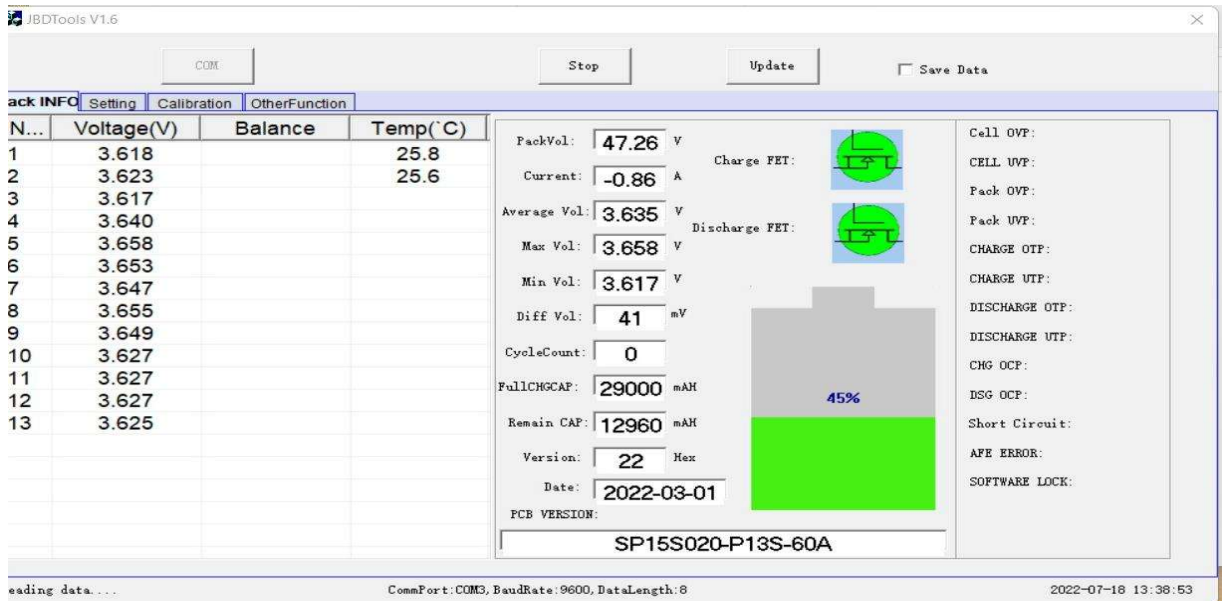 JBDTools V1.6
COM
Stop
Update
Save Data
ack INFO
Setting
Calibration
OtherFunction
N... Voltage(V) Balance Temp(`C)
1 3.618 25.8
2 3.623 25.6
3 3.617
4 3.640
5 3.658
6 3.653
7 3.647
8 3.655
9 3.649
10 3.627
11 3.627
12 3.627
13 3.625
PackVol: 47.26 V
Current: -0.86 A
Average Vol: 3.635 V
Max Vol: 3.658 V
Min Vol: 3.617 V
Diff Vol: 41 mV
CycleCount: 0
FullCHGCAP: 29000 mAH
Remain CAP: 12960 mAH
Version: 22 Hex
Date: 2022-03-01
PCB VERSION:
SP15S020-P13S-60A
Charge FET:
Discharge FET:
45%
Cell OVP:
CELL UVP:
Pack OVP:
Pack UVP:
CHARGE OTP:
CHARGE UTP:
DISCHARGE OTP:
DISCHARGE UTP:
CHG OCP:
DSG OCP:
Short Circuit:
AFE ERROR:
SOFTWARE LOCK:
eading data....
CommPort:COM3, BaudRate:9600, DataLength:8
2022-07-18 13:38:53